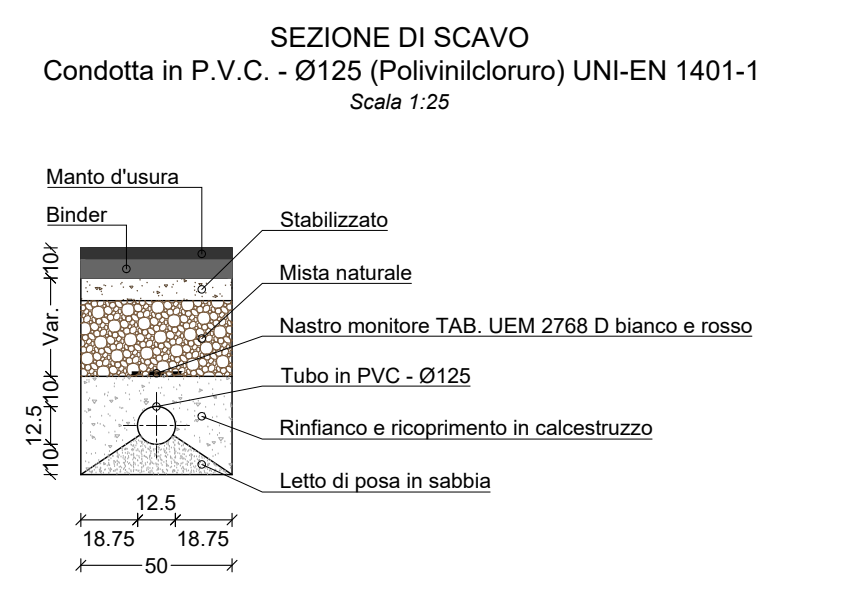 SEZIONE DI SCAVO
Condotta in P.V.C. - Ø125 (Polivinilcloruro) UNI-EN 1401-1
Scala 1:25
Manto d'usura
Binder
Stabilizzato
Mista naturale
Nastro monitore TAB. UEM 2768 D bianco e rosso
Tubo in PVC - Ø125
Rinfianco e ricoprimento in calcestruzzo
Letto di posa in sabbia
10
Var.
10
12.5
10
12.5
18.75
18.75
50